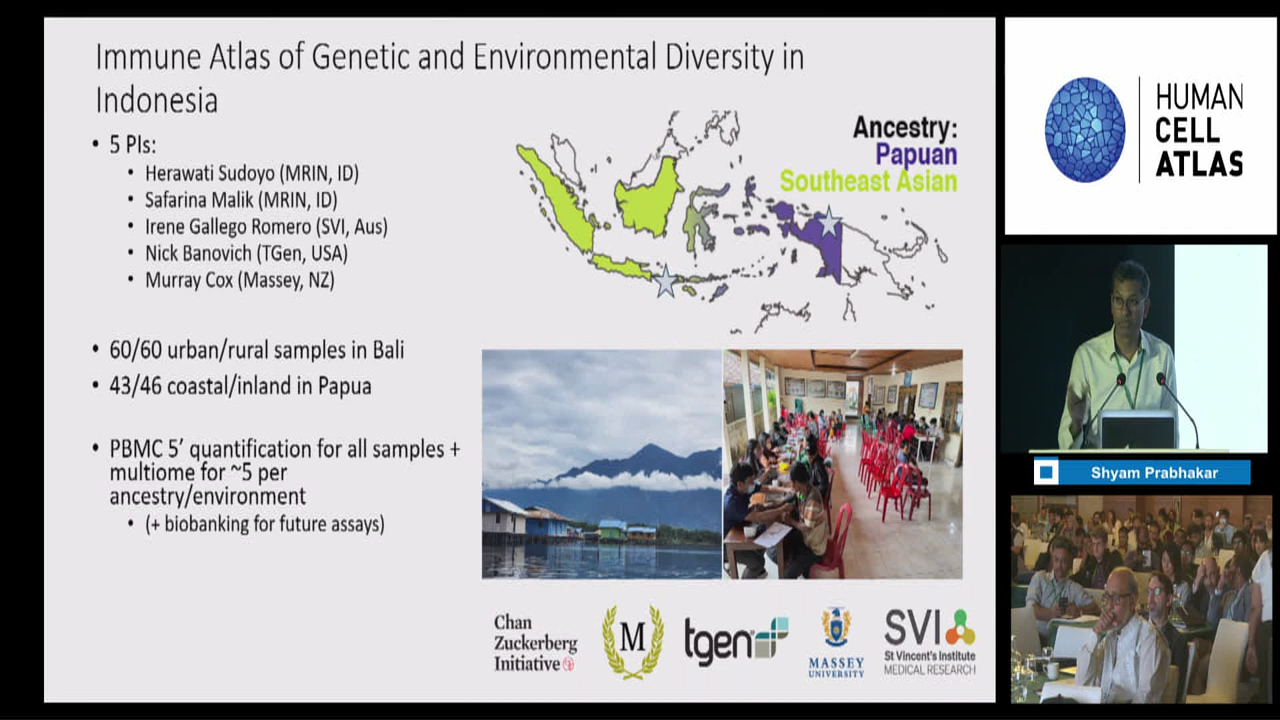 Immune Atlas of Genetic and Environmental Diversity in
Indonesia
• 5 PIs:
• Herawati Sudoyo (MRIN, ID)
• Safarina Malik (MRIN, ID)
• Irene Gallego Romero (SVI, Aus)
• Nick Banovich (TGen, USA)
• Murray Cox (Massey, NZ)
• 60/60 urban/rural samples in Bali
• 43/46 coastal/inland in Papua
• PBMC 5’ quantification for all samples +
multiome for ~5 per
ancestry/environment
• (+ biobanking for future assays)
Ancestry:
Papuan
Southeast Asian
Chan
Zuckerberg
Initiative
M
tgen
MASSEY
UNIVERSITY
SVI
St Vincent's Institute
MEDICAL RESEARCH
HUMAN
CELL
ATLAS
Shyam Prabhakar